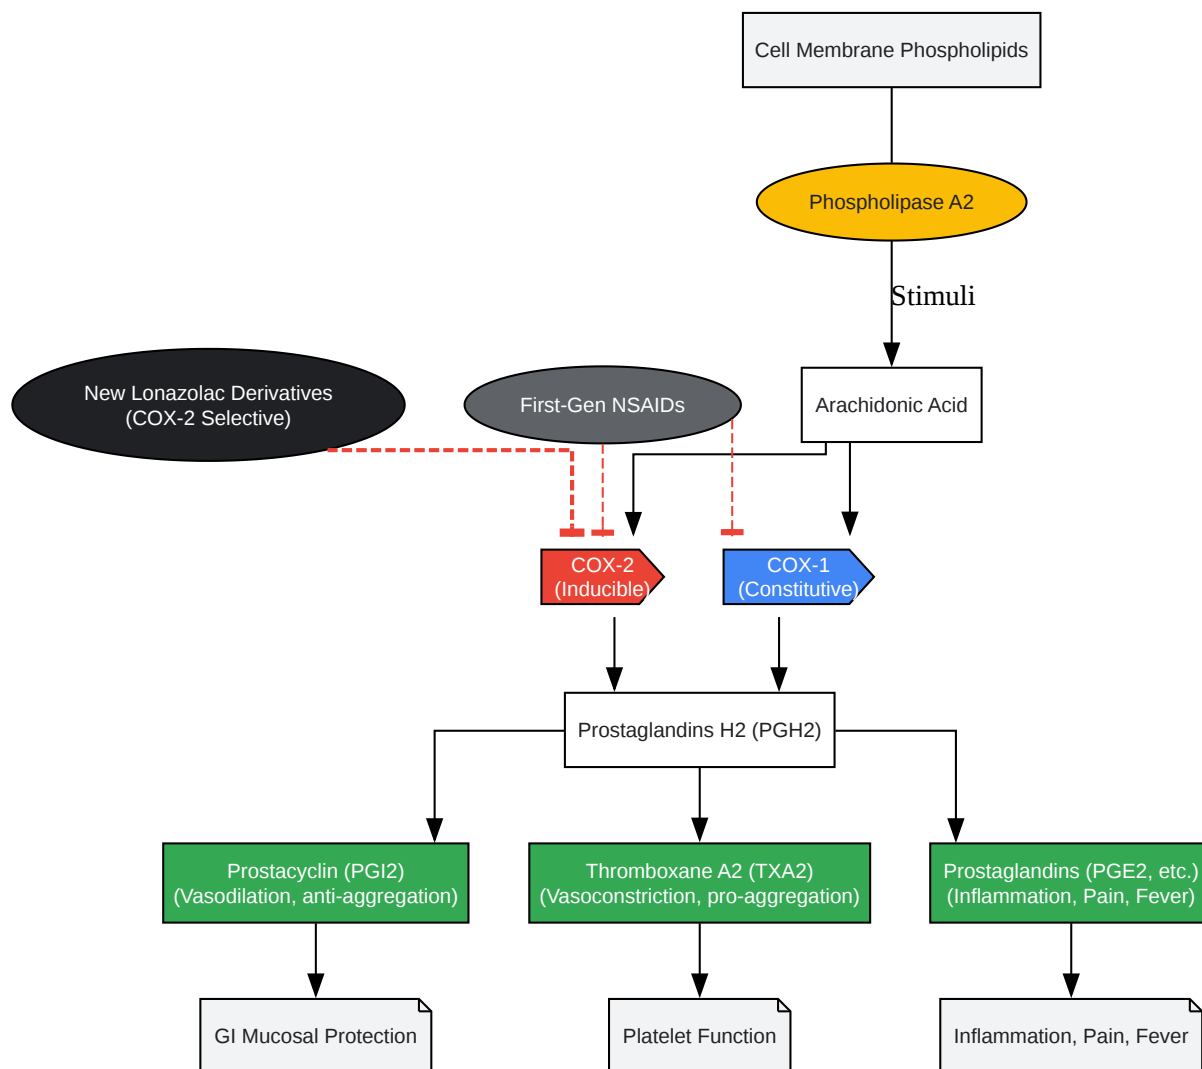 Cell Membrane Phospholipids
Phospholipase A2
Stimuli
New Lonazolac Derivatives
(COX-2 Selective)
First-Gen NSAIDs
Arachidonic Acid
COX-2
(Inducible)
COX-1
(Constitutive)
Prostaglandins H2 (PGH2)
Prostacyclin (PGI2)
(Vasodilation, anti-aggregation)
Thromboxane A2 (TXA2)
(Vasoconstriction, pro-aggregation)
Prostaglandins (PGE2, etc.)
(Inflammation, Pain, Fever)
GI Mucosal Protection
Platelet Function
Inflammation, Pain, Fever